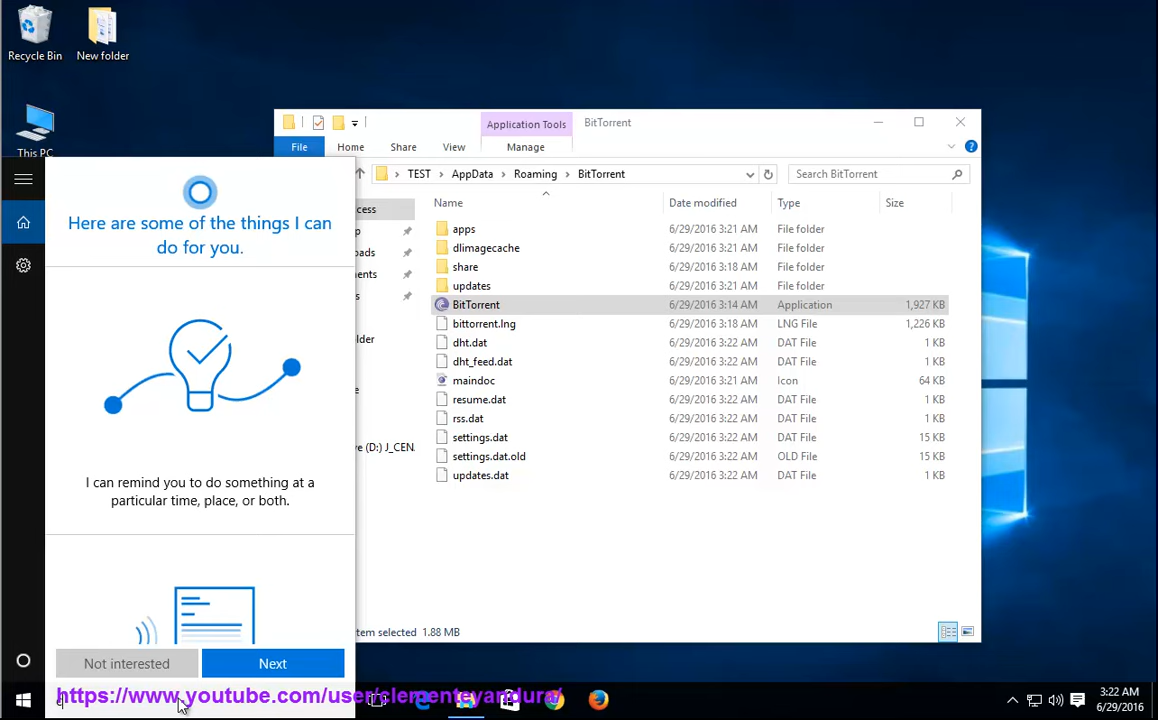 Recycle Bin
New folder
This PC
Application Tools
BitTorrent
File
Home
Share
View
Manage
TEST
AppData
Roaming
BitTorrent
Search BitTorrent
Here are some of the things I can
do for you.
I can remind you to do something at a
particular time, place, or both.
Not interested
Next
Name
Date modified
Type
Size
apps 6/29/2016 3:21 AM File folder
dlimagecache 6/29/2016 3:21 AM File folder
share 6/29/2016 3:18 AM File folder
updates 6/29/2016 3:21 AM File folder
BitTorrent 6/29/2016 3:14 AM Application 1,927 KB
bittorrent.lng 6/29/2016 3:18 AM LNG File 1,226 KB
dht.dat 6/29/2016 3:22 AM DAT File 1 KB
dht_feed.dat 6/29/2016 3:22 AM DAT File 1 KB
maindoc 6/29/2016 3:21 AM Icon 64 KB
resume.dat 6/29/2016 3:22 AM DAT File 1 KB
rss.dat 6/29/2016 3:22 AM DAT File 1 KB
settings.dat 6/29/2016 3:22 AM DAT File 15 KB
settings.dat.old 6/29/2016 3:22 AM OLD File 15 KB
updates.dat 6/29/2016 3:22 AM DAT File 1 KB
cess
p
ads
ents
s
lder
e
ve (D:) J_CEN
tem selected 1.88 MB
https://www.youtube.com/user/clementeyandura/
3:22 AM
6/29/2016